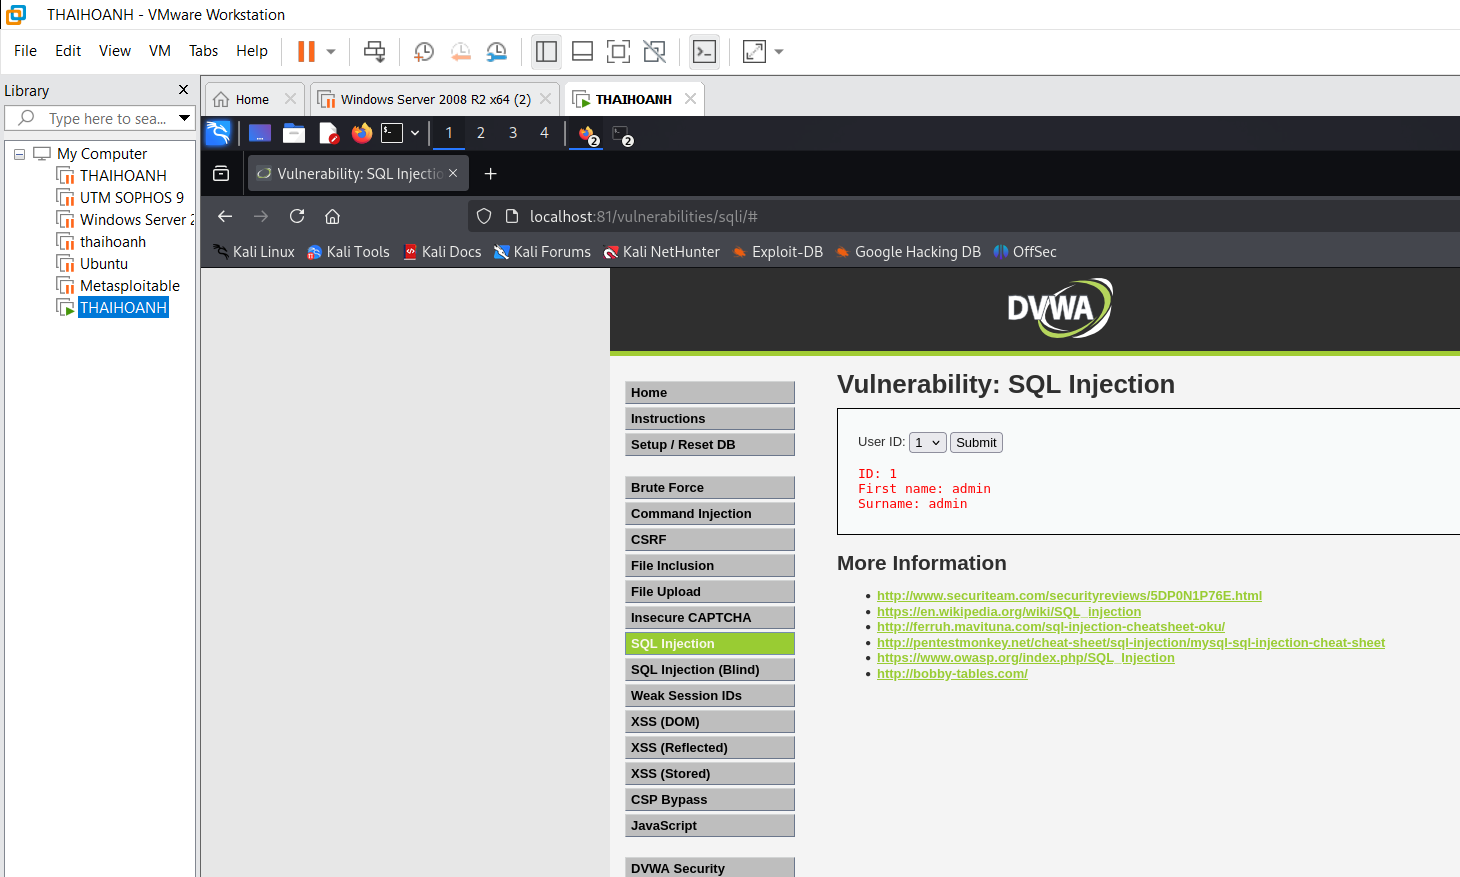 THAIHOANH - VMware Workstation
File Edit View VM Tabs Help
Library
Type here to sea...
My Computer
THAIHOANH
UTM SOPHOS 9
Windows Server 2
thaihoanh
Ubuntu
Metasploitable
THAIHOANH
Home
Windows Server 2008 R2 x64 (2)
THAIHOANH
1 2 3 4 2 2
Vulnerability: SQL Injectio
localhost:81/vulnerabilities/sqli/#
Kali Linux Kali Tools Kali Docs Kali Forums Kali NetHunter Exploit-DB Google Hacking DB OffSec
DVWA
Home
Instructions
Setup / Reset DB
Brute Force
Command Injection
CSRF
File Inclusion
File Upload
Insecure CAPTCHA
SQL Injection
SQL Injection (Blind)
Weak Session IDs
XSS (DOM)
XSS (Reflected)
XSS (Stored)
CSP Bypass
JavaScript
DVWA Security
Vulnerability: SQL Injection
User ID: 1 Submit
ID: 1
First name: admin
Surname: admin
More Information
http://www.securiteam.com/securityreviews/5DP0N1P76E.html
https://en.wikipedia.org/wiki/SQL_injection
http://ferruh.mavituna.com/sql-injection-cheatsheet-oku/
http://pentestmonkey.net/cheat-sheet/sql-injection/mysql-sql-injection-cheat-sheet
https://www.owasp.org/index.php/SQL_Injection
http://bobby-tables.com/